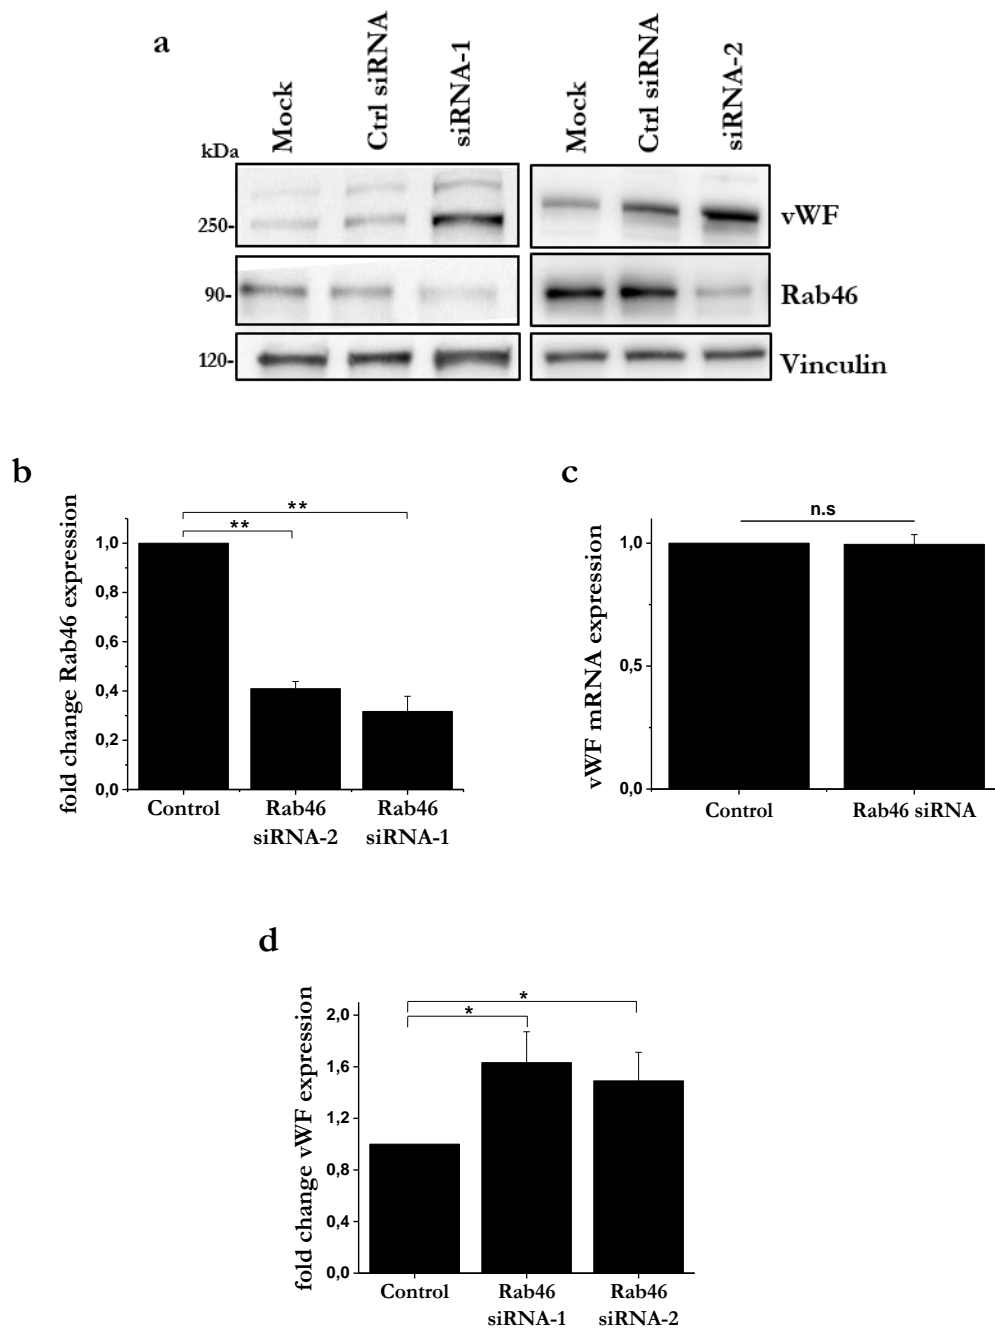 a
Mock
Ctrl siRNA
siRNA-1
Mock
Ctrl siRNA
siRNA-2
kDa
250-
vWF
90-
Rab46
120-
Vinculin
b
fold change Rab46 expression
**
**
1,0
0,8
0,6
0,4
0,2
0,0
Control
Rab46
siRNA-2
Rab46
siRNA-1
c
vWF mRNA expression
n.s
1,0
0,5
0,0
Control
Rab46 siRNA
d
fold change vWF expression
*
*
2,0
1,6
1,2
0,8
0,4
0,0
Control
Rab46
siRNA-1
Rab46
siRNA-2